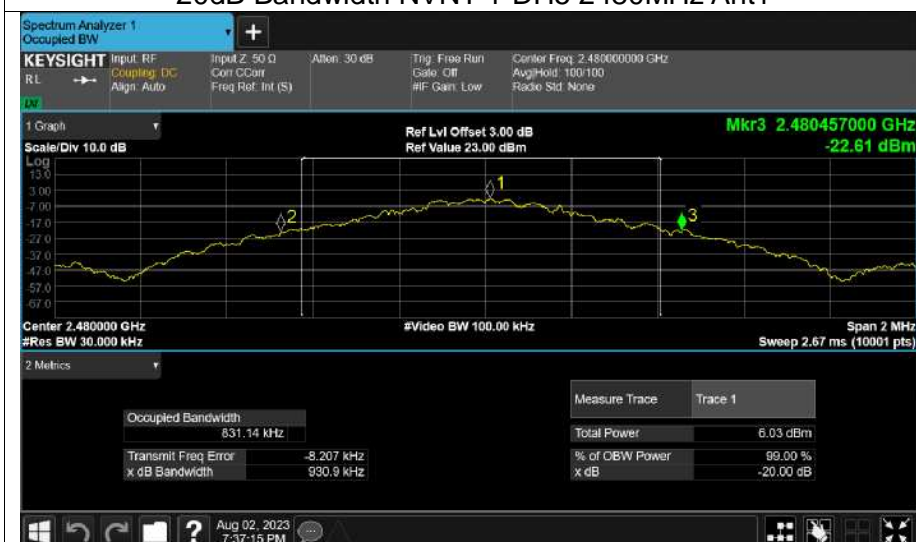 20dB Bandwidth NVNT 1-DH5 2480MHz Ant1
Spectrum Analyzer 1
Occupied BW
+
KEYSIGHT
RL
Input: RF
Coupling: DC
Align: Auto
Input Z: 50 Ω
Corr CCorr
Freq Ref: Int (S)
Atten: 30 dB
Trig: Free Run
Gate: Off
#IF Gain: Low
Center Freq: 2.480000000 GHz
Avg|Hold: 100/100
Radio Std: None
1 Graph
Scale/Div 10.0 dB
Ref Lvl Offset 3.00 dB
Ref Value 23.00 dBm
Mkr3 2.480457000 GHz
-22.61 dBm
Log
13.0
3.00
-7.00
-17.0
-27.0
-37.0
-47.0
-57.0
-67.0
1
2
3
Center 2.480000 GHz
#Res BW 30.000 kHz
#Video BW 100.00 kHz
Span 2 MHz
Sweep 2.67 ms (10001 pts)
2 Metrics
Measure Trace Trace 1
Occupied Bandwidth
831.14 kHz
Total Power 6.03 dBm
Transmit Freq Error -8.207 kHz
% of OBW Power 99.00 %
x dB Bandwidth 930.9 kHz
x dB -20.00 dB
?
Aug 02, 2023
7:37:15 PM